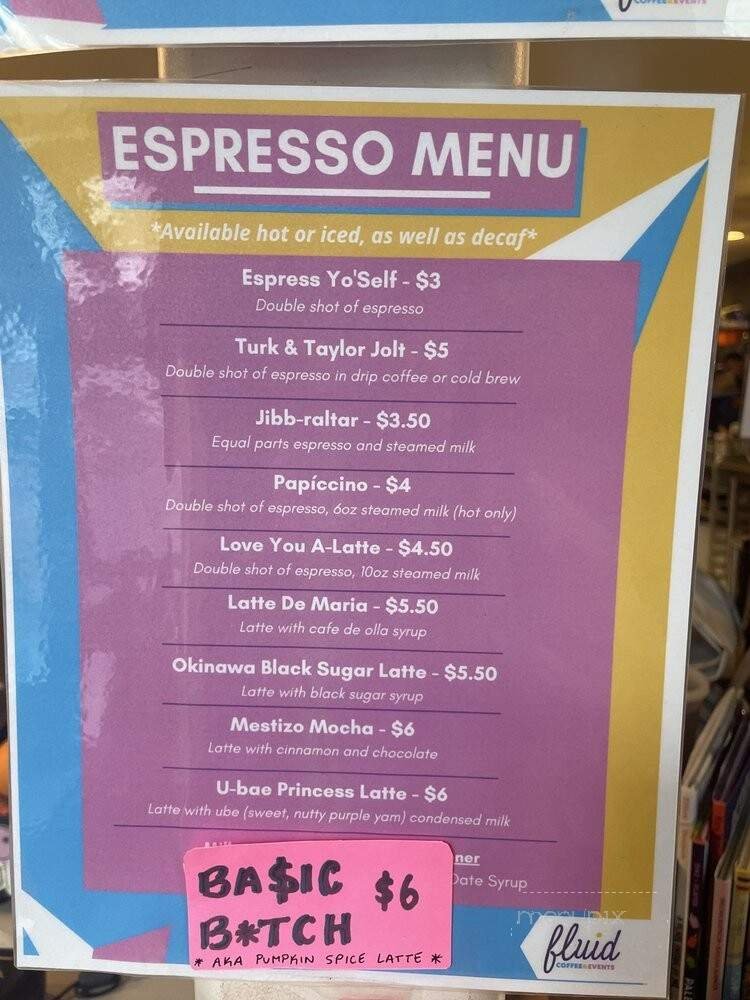 COFFEE&EVENTS
ESPRESSO MENU
*Available hot or iced, as well as decaf*
Espress Yo'Self - $3
Double shot of espresso
Turk & Taylor Jolt - $5
Double shot of espresso in drip coffee or cold brew
Jibb-raltar - $3.50
Equal parts espresso and steamed milk
Papíccino - $4
Double shot of espresso, 6oz steamed milk (hot only)
Love You A-Latte - $4.50
Double shot of espresso, 10oz steamed milk
Latte De Maria - $5.50
Latte with cafe de olla syrup
Okinawa Black Sugar Latte - $5.50
Latte with black sugar syrup
Mestizo Mocha - $6
Latte with cinnamon and chocolate
U-bae Princess Latte - $6
Latte with ube (sweet, nutty purple yam) condensed milk
ner
Date Syrup
BA$IC $6
B*TCH
* AKA PUMPKIN SPICE LATTE *
menupix
fluid
COFFEE&EVENTS